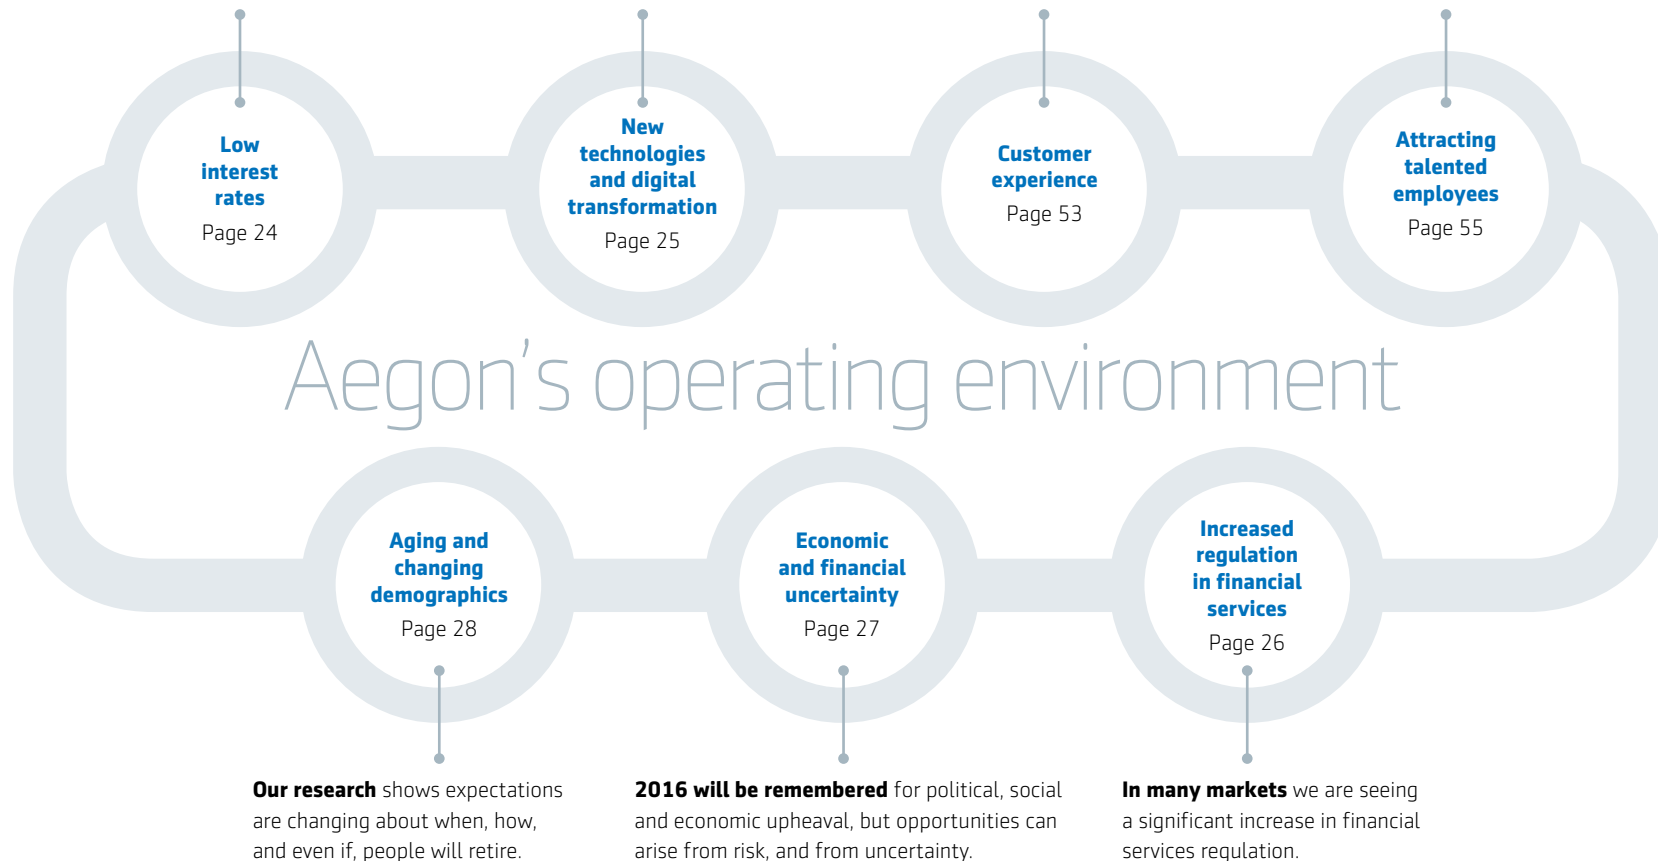 Low
interest
rates
Page 24
New
technologies
and digital
transformation
Page 25
Customer
experience
Page 53
Attracting
talented
employees
Page 55
Aegon's operating environment
Aging and
changing
demographics
Page 28
Economic
and financial
uncertainty
Page 27
Increased
regulation
in financial
services
Page 26
Our research shows expectations
are changing about when, how,
and even if, people will retire.
2016 will be remembered for political, social
and economic upheaval, but opportunities can
arise from risk, and from uncertainty.
In many markets we are seeing
a significant increase in financial
services regulation.